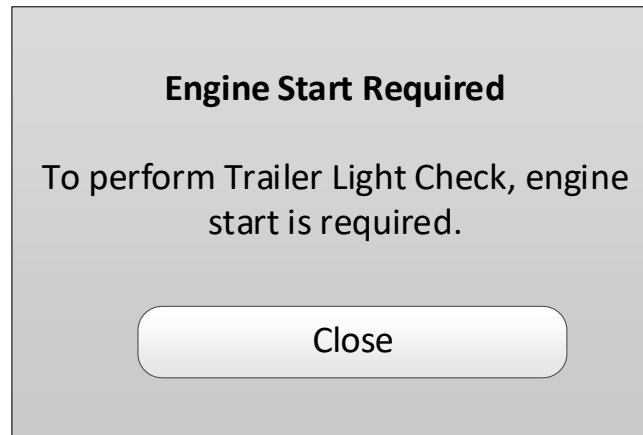 Engine Start Required
To perform Trailer Light Check, engine
start is required.
Close